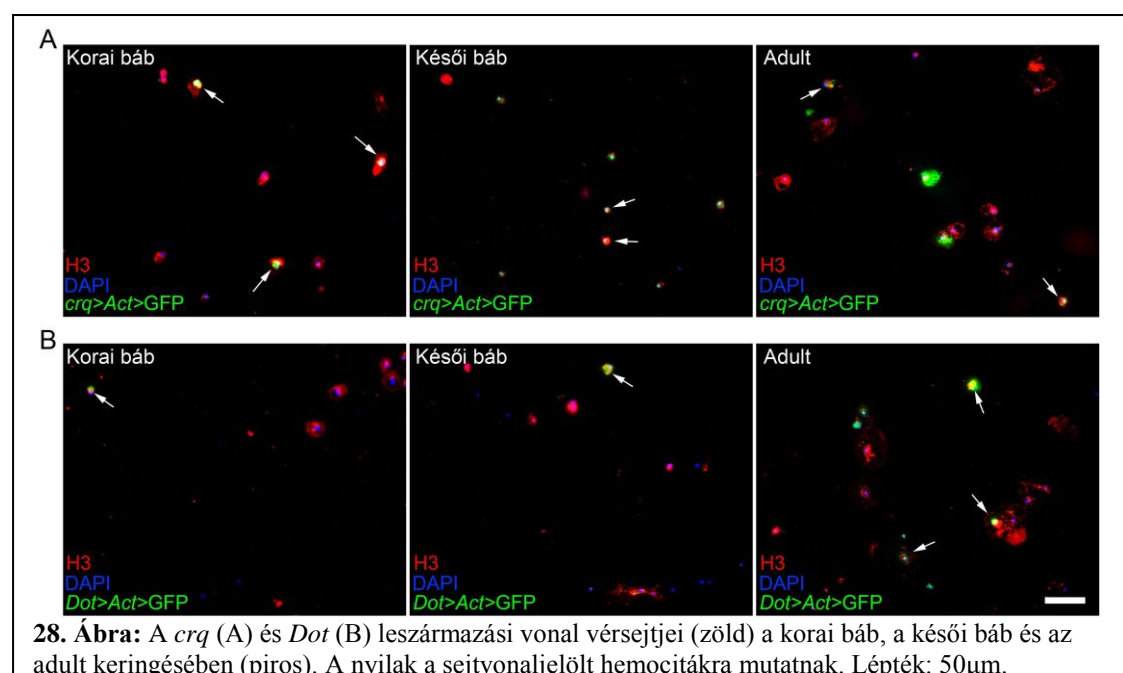 A
Korai báb
Késői báb
Adult
H3
DAPI
crq>Act>GFP
H3
DAPI
crq>Act>GFP
H3
DAPI
crq>Act>GFP
B
Korai báb
Késői báb
Adult
H3
DAPI
Dot>Act>GFP
H3
DAPI
Dot>Act>GFP
H3
DAPI
Dot>Act>GFP
28. Ábra: A crq (A) és Dot (B) leszármazási vonal vérsejtjei (zöld) a korai báb, a késői báb és az
adult keringésében (piros). A nyilak a sejtvonaljelölt hemocitákra mutatnak. Lépték: 50μm.